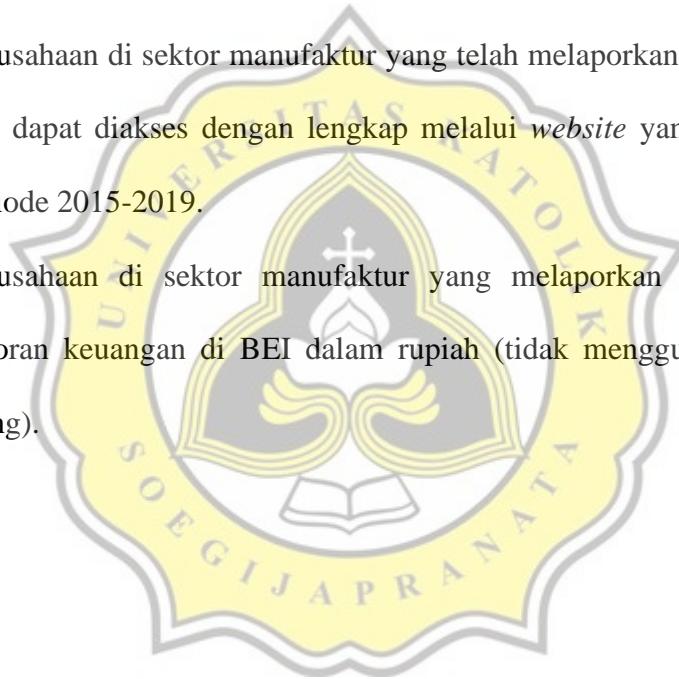 usahaan di sektor manufaktur yang telah melaporkan
dapat diakses dengan lengkap melalui website yan
ode 2015-2019.
usahaan di sektor manufaktur yang melaporkan
oran keuangan di BEI dalam rupiah (tidak menggu
ng).
UNIVERSITAS KATOLIK
SOEGIJAPRANATA